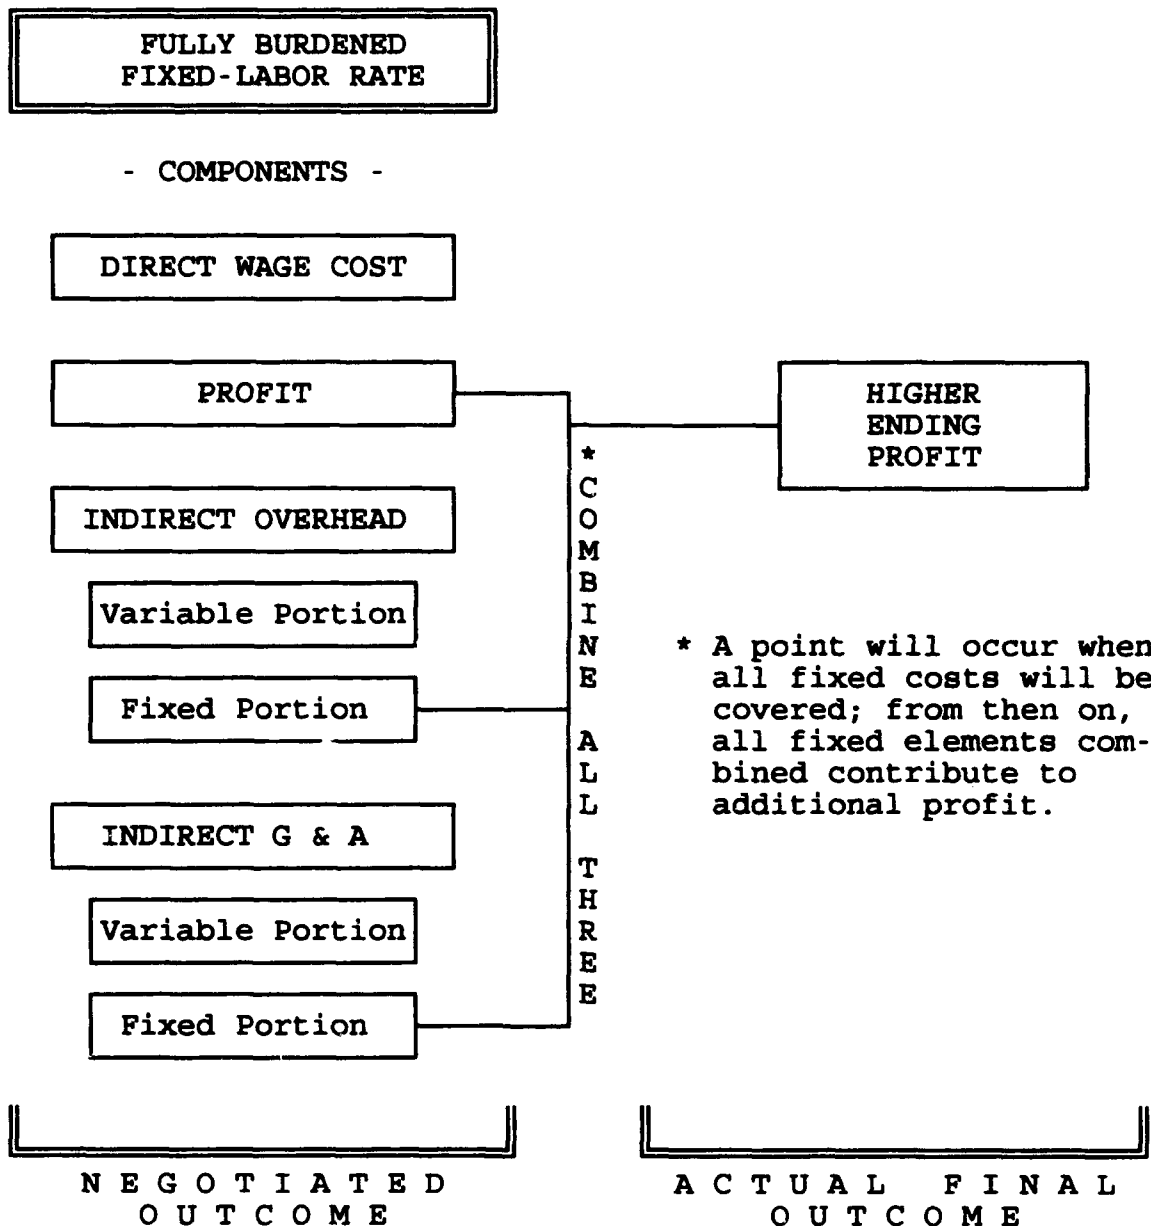 FULLY BURDENED
FIXED-LABOR RATE
- COMPONENTS -
DIRECT WAGE COST
PROFIT
INDIRECT OVERHEAD
Variable Portion
Fixed Portion
INDIRECT G & A
Variable Portion
Fixed Portion
* COMBINE ALL THREE
HIGHER
ENDING
PROFIT
* A point will occur when
all fixed costs will be
covered; from then on,
all fixed elements com-
bined contribute to
additional profit.
NEGOTIATED
OUTCOME
ACTUAL FINAL
OUTCOME